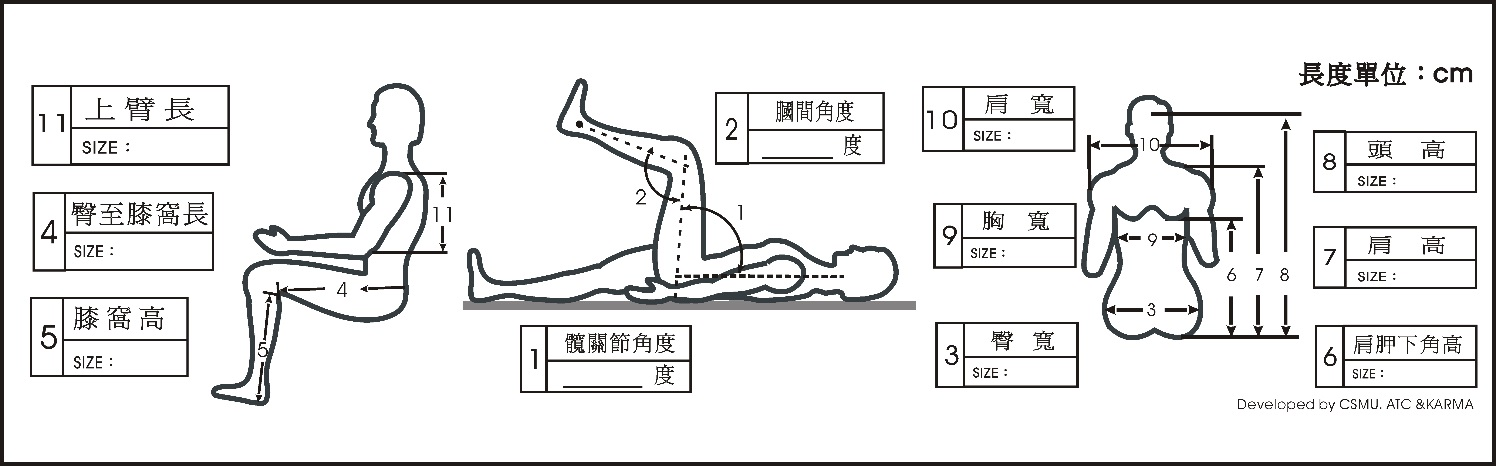 長度單位：cm
11
上臂長
SIZE：
4
臀至膝窩長
SIZE：
5
膝窩高
SIZE：
11
4
5
2
膕間角度
度
2
1
1
髖關節角度
度
10
肩 寬
SIZE：
9
胸 寬
SIZE：
3
臀 寬
SIZE：
10
9
3
6
7
8
8
頭 高
SIZE：
7
肩 高
SIZE：
6
肩胛下角高
SIZE：
Developed by CSMU. ATC &KARMA